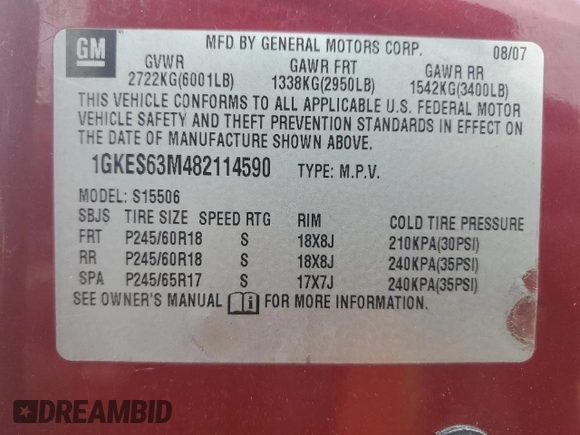 GM
MFD BY GENERAL MOTORS CORP. 08/07
GVWR GAWR FRT GAWR RR
2722KG(6001LB) 1338KG(2950LB) 1542KG(3400LB)
THIS VEHICLE CONFORMS TO ALL APPLICABLE U.S. FEDERAL MOTOR
VEHICLE SAFETY AND THEFT PREVENTION STANDARDS IN EFFECT ON
THE DATE OF MANUFACTURE SHOWN ABOVE.
1GKES63M482114590 TYPE: M.P.V.
MODEL: S15506
SBJS TIRE SIZE SPEED RTG RIM COLD TIRE PRESSURE
FRT P245/60R18 S 18X8J 210KPA(30PSI)
RR P245/60R18 S 18X8J 240KPA(35PSI)
SPA P245/65R17 S 17X7J 240KPA(35PSI)
SEE OWNER'S MANUAL FOR MORE INFORMATION.
DREAMBID